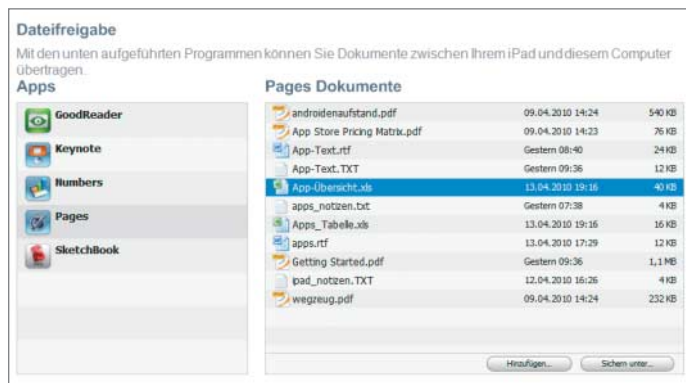 Dateifreigabe
Mit den unten aufgeführten Programmen können Sie Dokumente zwischen Ihrem iPad und diesem Computer
übertragen.
Apps
GoodReader
Keynote
Numbers
Pages
SketchBook
Pages Dokumente
androidenaufstand.pdf 09.04.2010 14:24 540 KB
App Store Pricing Matrix.pdf 09.04.2010 14:23 76 KB
App-Text.rtf Gestern 08:40 24 KB
App-Text.TXT Gestern 09:36 12 KB
App-Übersicht.xls 13.04.2010 19:16 40 KB
apps_notizen.txt Gestern 07:38 4 KB
Apps_Tabelle.xls 13.04.2010 19:16 16 KB
apps.rtf 13.04.2010 17:29 12 KB
Getting Started.pdf Gestern 09:36 1,1 MB
ipad_notizen.TXT 12.04.2010 16:26 4 KB
wegzeug.pdf 09.04.2010 14:24 232 KB
Hinzufügen... Sichern unter...